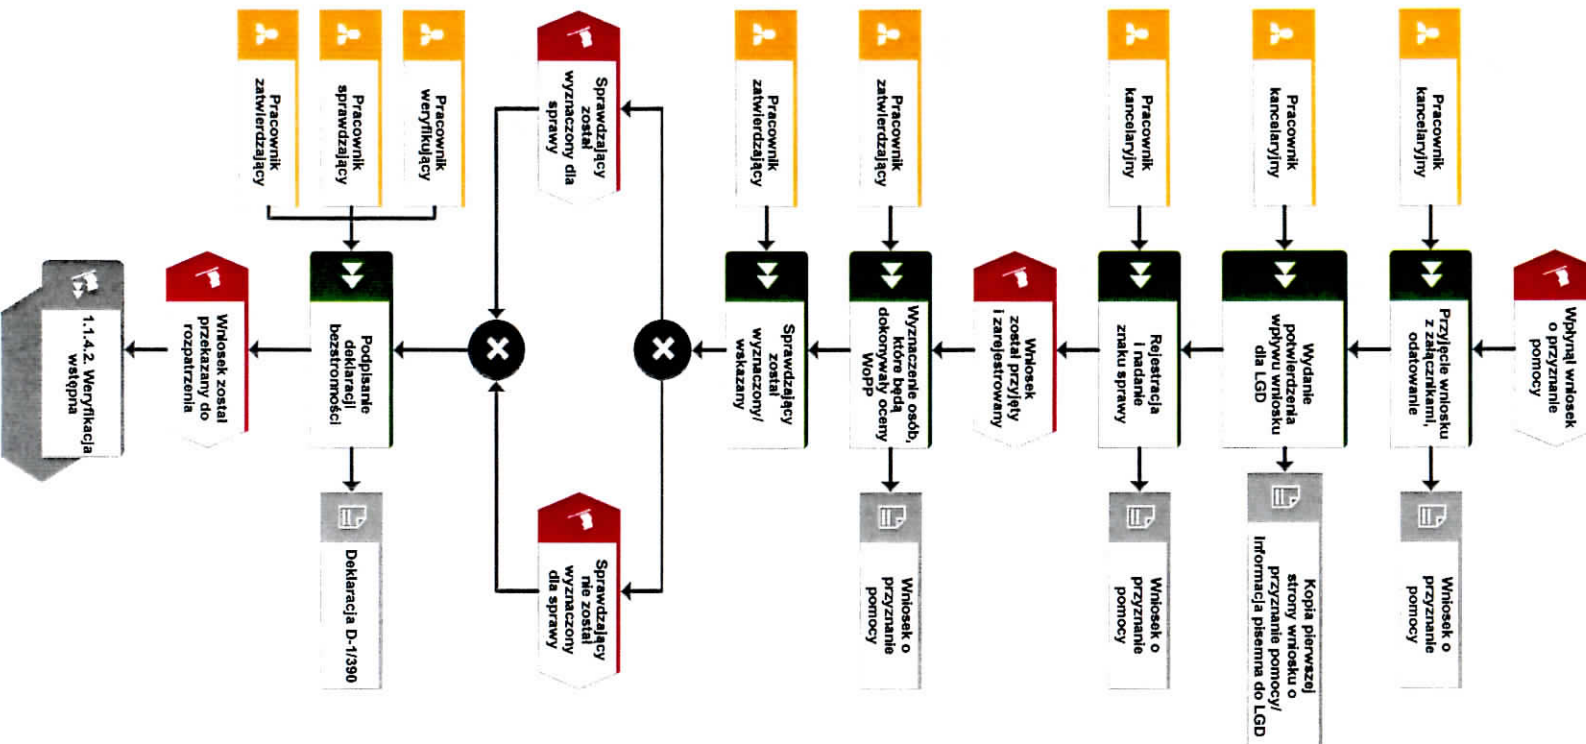 Wpłynął wniosek
o przyznanie
pomocy
Pracownik
kancelaryjny
Przyjęcie wniosku
z załącznikami,
odatowanie
Wniosek o
przyznanie
pomocy
Pracownik
kancelaryjny
Wydanie
potwierdzenia
wpływu wniosku
dla LGD
Kopia pierwszej
strony wniosku o
przyznanie pomocy/
Informacja pisemna do LGD
Pracownik
kancelaryjny
Rejestracja
i nadanie
znaku sprawy
Wniosek o
przyznanie
pomocy
Wniosek
został przyjęty
i zarejestrowany
Pracownik
zatwierdzający
Wyznaczenie osób,
które będą
dokonywały oceny
WoPP
Wniosek o
przyznanie
pomocy
Pracownik
zatwierdzający
Sprawdzający
został
wyznaczony/
wskazany
Sprawdzający
został
wyznaczony dla
sprawy
Sprawdzający
nie został
wyznaczony
dla sprawy
Pracownik
weryfikujący
Pracownik
sprawdzający
Pracownik
zatwierdzający
Podpisanie
deklaracji
bezstronności
Deklaracja D-1/390
Wniosek został
przekazany do
rozpatrzenia
1.1.4.2. Weryfikacja
wstępna